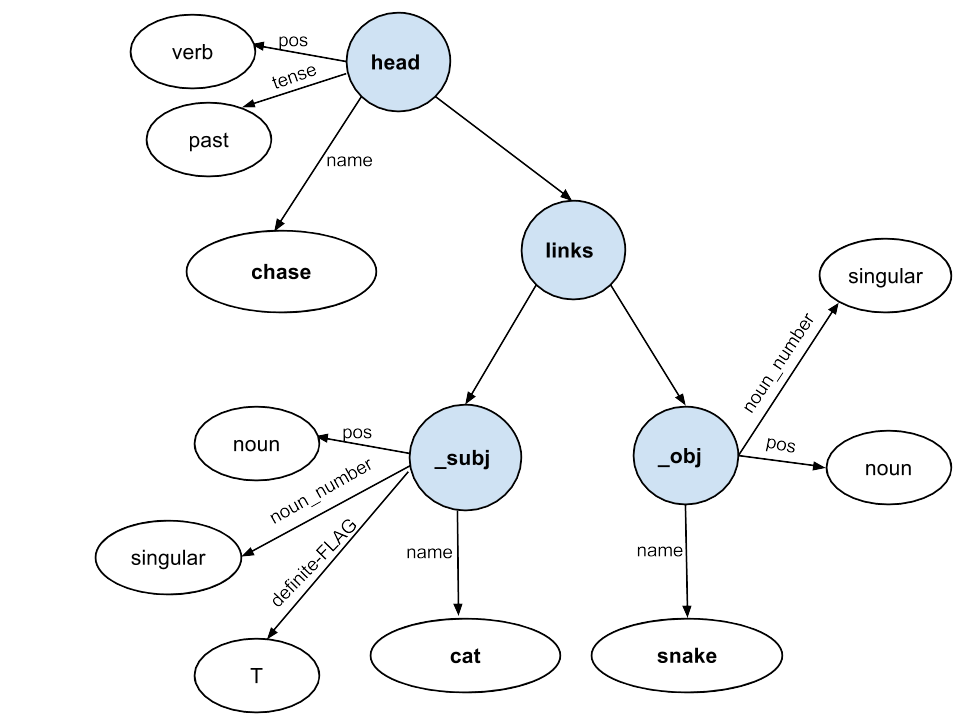 verb
pos
head
tense
past
name
chase
links
singular
noun_number
noun
pos
_subj
_obj
pos
noun
noun_number
singular
definite-FLAG
name
name
T
cat
snake